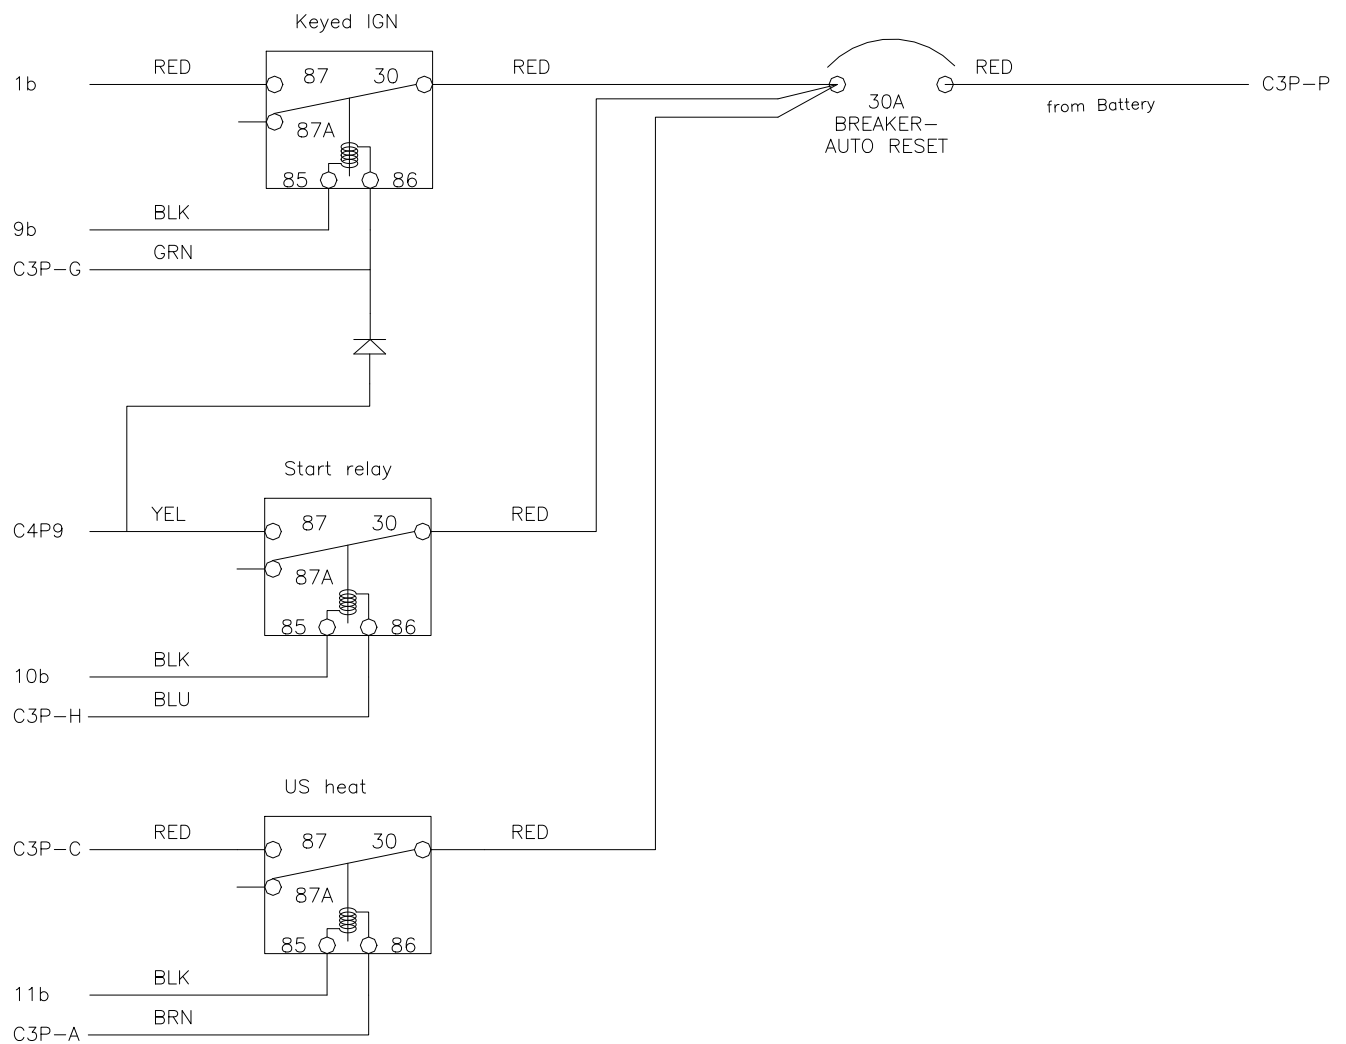 Keyed IGN
1b RED 87 30 RED RED C3P-P
from Battery
87A
30A
BREAKER-
AUTO RESET
85 86
9b BLK
C3P-G GRN
Start relay
C4P9 YEL 87 30 RED
87A
85 86
10b BLK
C3P-H BLU
US heat
C3P-C RED 87 30 RED
87A
85 86
11b BLK
C3P-A BRN